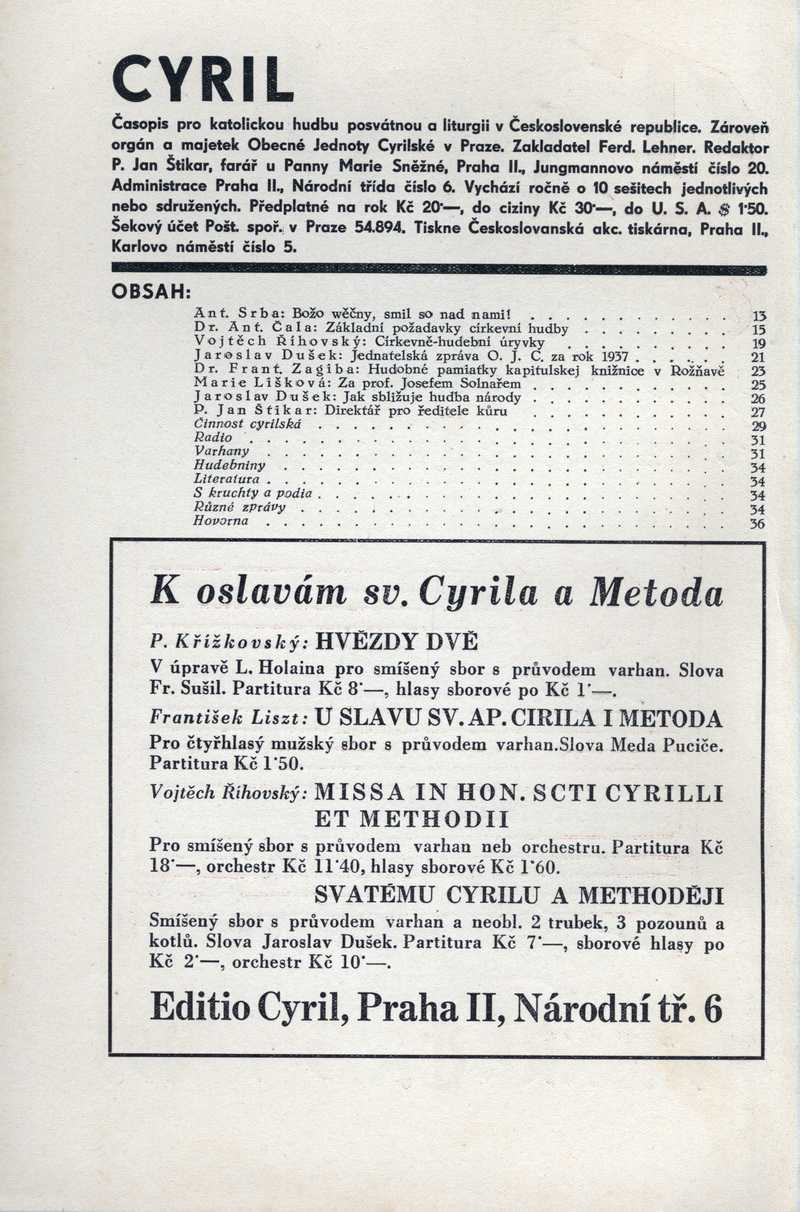 CYRIL
Časopis pro katolickou hudbu posvátnou a liturgii v Československé republice. Zároveň
orgán a majetek Obecné Jednoty Cyrilské v Praze. Zakladatel Ferd. Lehner. Redaktor
P. Jan Štikar, farář u Panny Marie Sněžné, Praha II., Jungmannovo náměstí číslo 20.
Administrace Praha II., Národní třída číslo 6. Vychází ročně o 10 sešitech jednotlivých
nebo sdružených. Předplatné na rok Kč 20·—, do ciziny Kč 30·—, do U. S. A. $ 1·50.
Šekový účet Pošt. spoř. v Praze 54.894. Tiskne Českoslovanská akc. tiskárna, Praha II.,
Karlovo náměstí číslo 5.
OBSAH:
Ant. Srba: Božo wěčny, smil so nad nami! . . . . . . . . . . . 13
Dr. Ant. Čala: Základní požadavky církevní hudby . . . . . . . . 15
Vojtěch Říhovský: Církevně-hudební úryvky . . . . . . . . . 19
Jaroslav Dušek: Jednatelská zpráva O. J. C. za rok 1937 . . . . . . 21
Dr. Frant. Zagiba: Hudobné pamiatky kapitulskej knižnice v Rožňavě 23
Marie Lišková: Za prof. Josefem Solnařem . . . . . . . . . . . 25
Jaroslav Dušek: Jak sbližuje hudba národy . . . . . . . . . . . 26
P. Jan Štikar: Direktář pro ředitele kůru . . . . . . . . . . . 27
Činnost cyrilská . . . . . . . . . . . . . . . . . . . . . 29
Radio . . . . . . . . . . . . . . . . . . . . . . . . . 31
Varhany . . . . . . . . . . . . . . . . . . . . . . . . 31
Hudebniny . . . . . . . . . . . . . . . . . . . . . . . 34
Literatura . . . . . . . . . . . . . . . . . . . . . . . . 34
S kruchty a podia . . . . . . . . . . . . . . . . . . . . . 34
Různé zprávy . . . . . . . . . . . . . . . . . . . . . . 34
Hovorna . . . . . . . . . . . . . . . . . . . . . . . . 36
K oslavám sv. Cyrila a Metoda
P. Křížkovský: HVĚZDY DVĚ
V úpravě L. Holaina pro smíšený sbor s průvodem varhan. Slova
Fr. Sušil. Partitura Kč 8·—, hlasy sborové po Kč 1·—.
František Liszt: U SLAVU SV. AP. CIRILA I METODA
Pro čtyřhlasý mužský sbor s průvodem varhan. Slova Meda Puciče.
Partitura Kč 1·50.
Vojtěch Říhovský: MISSA IN HON. SCTI CYRILLI
ET METHODII
Pro smíšený sbor s průvodem varhan neb orchestru. Partitura Kč
18·—, orchestr Kč 11·40, hlasy sborové Kč 1·60.
SVATÉMU CYRILU A METHODĚJI
Smíšený sbor s průvodem varhan a neobl. 2 trubek, 3 pozounů a
kotlů. Slova Jaroslav Dušek. Partitura Kč 7·—, sborové hlasy po
Kč 2·—, orchestr Kč 10·—.
Editio Cyril, Praha II, Národní tř. 6